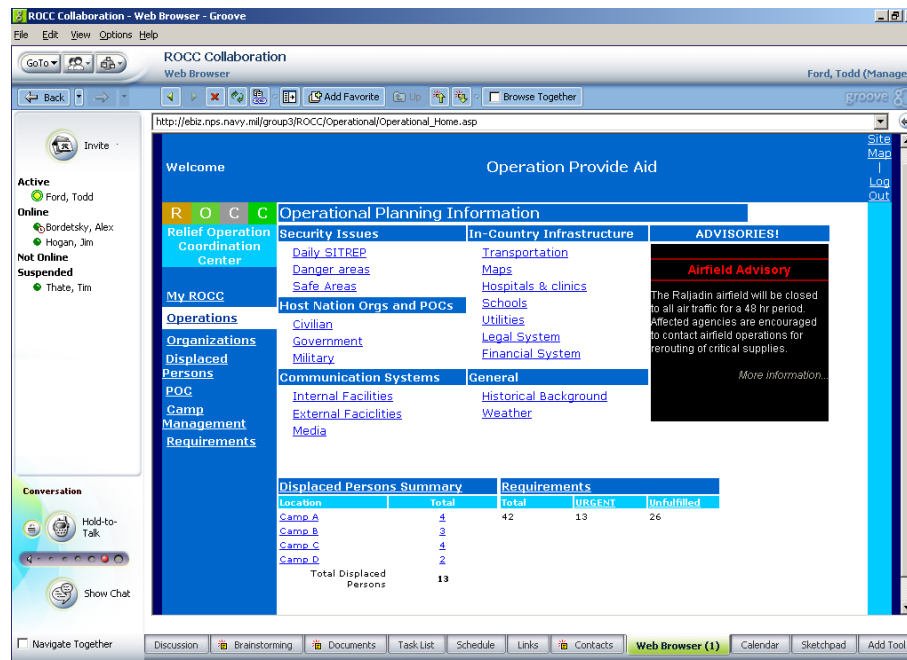 ROCC Collaboration - Web Browser - Groove
File Edit View Options Help
GoTo
ROCC Collaboration
Web Browser
Ford, Todd (Manage
Back
Add Favorite
Up
Browse Together
groove
http://ebiz.nps.navy.mil/group3/ROCC/Operational/Operational_Home.asp
Invite
Active
Ford, Todd
Online
Bordetsky, Alex
Hogan, Jim
Not Online
Suspended
Thate, Tim
Conversation
Hold-to-
Talk
Show Chat
Navigate Together
Welcome
Operation Provide Aid
Site
Map
|
Log
Out
R O C C
Relief Operation
Coordination
Center
My ROCC
Operations
Organizations
Displaced
Persons
POC
Camp
Management
Requirements
Operational Planning Information
Security Issues
Daily SITREP
Danger areas
Safe Areas
Host Nation Orgs and POCs
Civilian
Government
Military
Communication Systems
Internal Facilities
External Faciclities
Media
In-Country Infrastructure
Transportation
Maps
Hospitals & clinics
Schools
Utilities
Legal System
Financial System
General
Historical Background
Weather
ADVISORIES!
Airfield Advisory
The Raljadin airfield will be closed
to all air traffic for a 48 hr period.
Affected agencies are encouraged
to contact airfield operations for
rerouting of critical supplies.
More information...
Displaced Persons Summary
Location Total
Camp A 4
Camp B 3
Camp C 4
Camp D 2
Total Displaced
Persons
13
Requirements
Total URGENT Unfulfilled
42 13 26
Discussion Brainstorming Documents Task List Schedule Links Contacts Web Browser (1) Calendar Sketchpad Add Tool